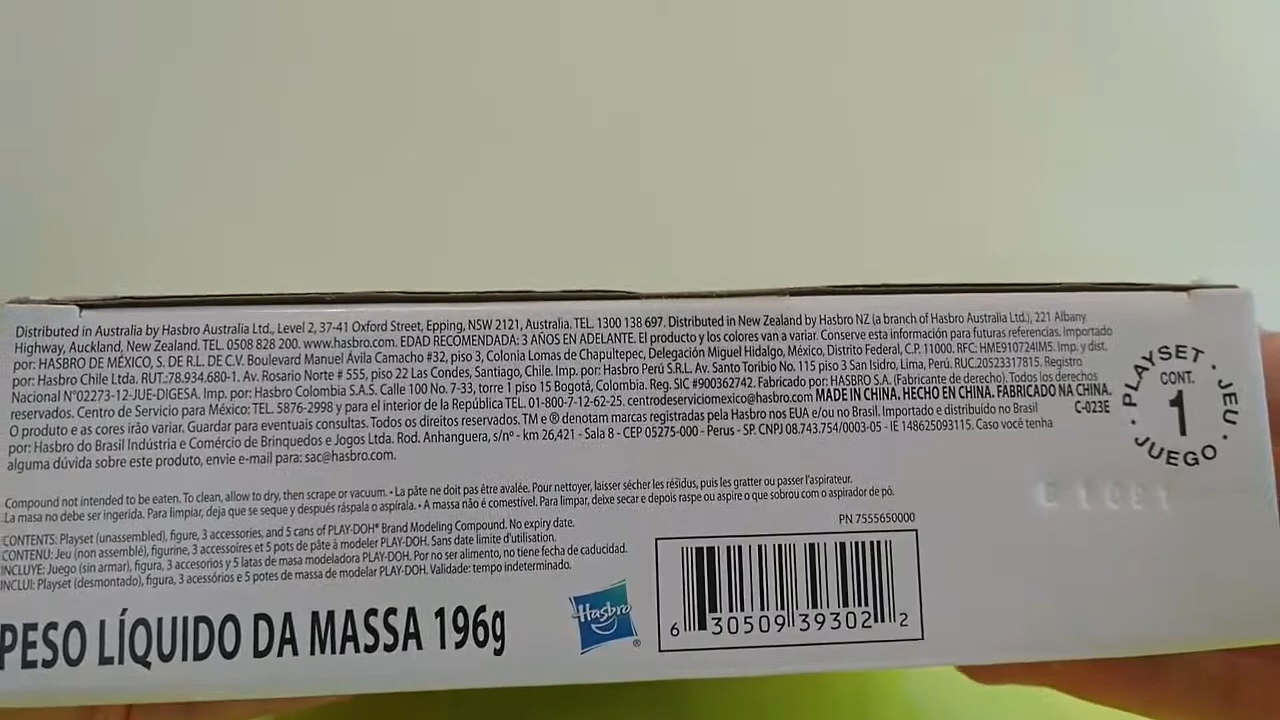 Distributed in Australia by Hasbro Australia Ltd., Level 2, 37-41 Oxford Street, Epping, NSW 2121, Australia. TEL. 1300 138 697. Distributed in New Zealand by Hasbro NZ (a branch of Hasbro Australia Ltd.), 221 Albany
Highway, Auckland, New Zealand. TEL. 0508 828 200. www.hasbro.com. EDAD RECOMENDADA: 3 AÑOS EN ADELANTE. El producto y los colores van a variar. Conserve esta información para futuras referencias. Importado
por: HASBRO DE MÉXICO, S. DE R.L. DE C.V. Boulevard Manuel Ávila Camacho #32, piso 3, Colonia Lomas de Chapultepec, Delegación Miguel Hidalgo, México, Distrito Federal, C.P. 11000. RFC: HME910724IM5. Imp. y dist.
por: Hasbro Chile Ltda. RUT.:78.934.680-1. Av. Rosario Norte # 555, piso 22 Las Condes, Santiago, Chile. Imp. por: Hasbro Perú S.R.L. Av. Santo Toribio No. 115 piso 3 San Isidro, Lima, Perú. RUC.20523317815. Registro
Nacional N°02273-12-JUE-DIGESA. Imp. por: Hasbro Colombia S.A.S. Calle 100 No. 7-33, torre 1 piso 15 Bogotá, Colombia. Reg. SIC #900362742. Fabricado por: HASBRO S.A. (Fabricante de derecho). Todos los derechos
reservados. Centro de Servicio para México: TEL. 5876-2998 y para el interior de la República TEL. 01-800-7-12-62-25. centrodeserviciomexico@hasbro.com MADE IN CHINA. HECHO EN CHINA. FABRICADO NA CHINA.
O produto e as cores irão variar. Guardar para eventuais consultas. Todos os direitos reservados. TM e ® denotam marcas registradas pela Hasbro nos EUA e/ou no Brasil. Importado e distribuído no Brasil C-023E
por: Hasbro do Brasil Indústria e Comércio de Brinquedos e Jogos Ltda. Rod. Anhanguera, s/nº - km 26,421 - Sala 8 - CEP 05275-000 - Perus - SP. CNPJ 08.743.754/0003-05 - IE 148625093115. Caso você tenha
alguma dúvida sobre este produto, envie e-mail para: sac@hasbro.com.
PLAYSET · JEU · JUEGO ·
CONT.
1
Compound not intended to be eaten. To clean, allow to dry, then scrape or vacuum. • La pâte ne doit pas être avalée. Pour nettoyer, laisser sécher les résidus, puis les gratter ou passer l'aspirateur.
La masa no debe ser ingerida. Para limpiar, deja que se seque y después ráspala o aspírala. • A massa não é comestível. Para limpar, deixe secar e depois raspe ou aspire o que sobrou com o aspirador de pó.
CONTENTS: Playset (unassembled), figure, 3 accessories, and 5 cans of PLAY-DOH® Brand Modeling Compound. No expiry date.
CONTENU: Jeu (non assemblé), figurine, 3 accessoires et 5 pots de pâte à modeler PLAY-DOH. Sans date limite d'utilisation.
INCLUYE: Juego (sin armar), figura, 3 accesorios y 5 latas de masa modeladora PLAY-DOH. Por no ser alimento, no tiene fecha de caducidad.
INCLUI: Playset (desmontado), figura, 3 acessórios e 5 potes de massa de modelar PLAY-DOH. Validade: tempo indeterminado.
PESO LÍQUIDO DA MASSA 196g
Hasbro ®
PN 7555650000
6 30509 39302 2